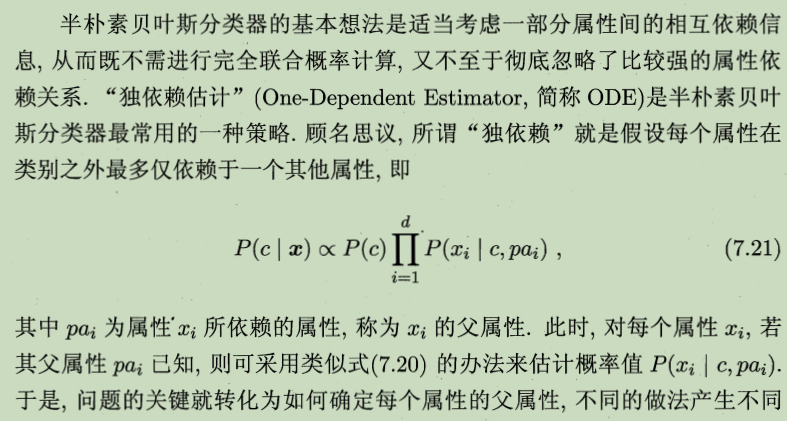 半朴素贝叶斯分类器的基本想法是适当考虑一部分属性间的相互依赖信
息, 从而既不需进行完全联合概率计算, 又不至于彻底忽略了比较强的属性依
赖关系. “独依赖估计” (One-Dependent Estimator, 简称 ODE)是半朴素贝叶
斯分类器最常用的一种策略. 顾名思议, 所谓“独依赖”就是假设每个属性在
类别之外最多仅依赖于一个其他属性, 即
P(c | x) ∝ P(c) ∏_{i=1}^{d} P(x_i | c, pa_i) , (7.21)
其中 pa_i 为属性 x_i 所依赖的属性, 称为 x_i 的父属性. 此时, 对每个属性 x_i, 若
其父属性 pa_i 已知, 则可采用类似式(7.20) 的办法来估计概率值 P(x_i | c, pa_i).
于是, 问题的关键就转化为如何确定每个属性的父属性, 不同的做法产生不同